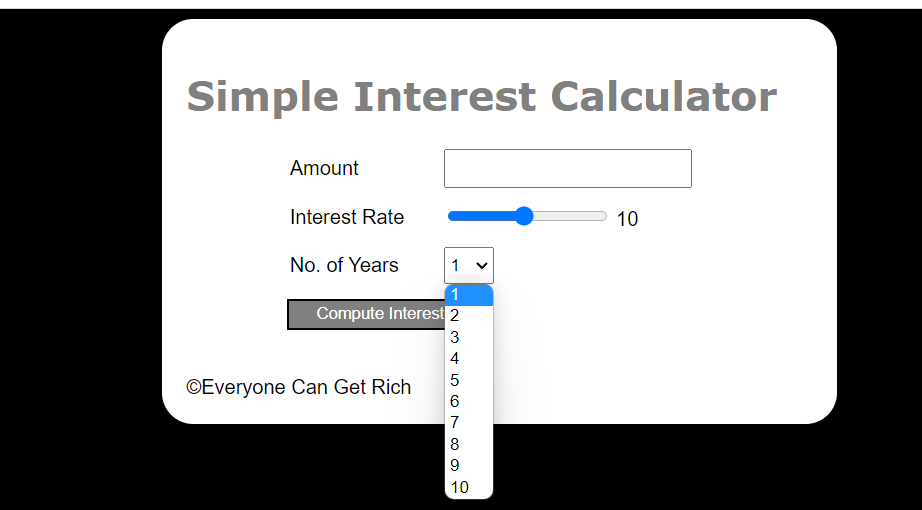 Simple Interest Calculator
Amount
Interest Rate 10
No. of Years 1
1
2
3
4
5
6
7
8
9
10
Compute Interest
©Everyone Can Get Rich